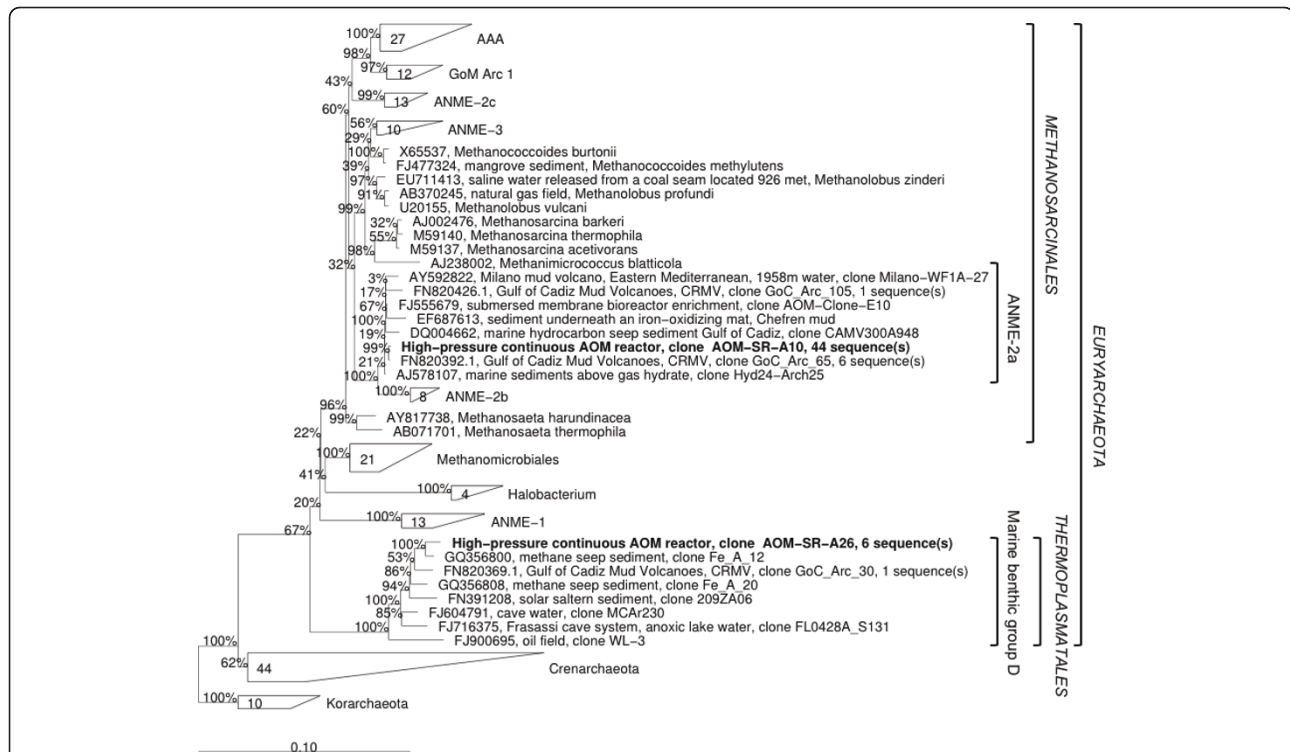 100% 27 AAA
98%
97% 12 GoM Arc 1
43%
99% 13 ANME-2c
60%
56% 10 ANME-3
29%
100% X65537, Methanococcoides burtonii
39% FJ477324, mangrove sediment, Methanococcoides methylutens
97% EU711413, saline water released from a coal seam located 926 met, Methanolobus zinderi
91% AB370245, natural gas field, Methanolobus profundi
99% U20155, Methanolobus vulcani
32% AJ002476, Methanosarcina barkeri
55% M59140, Methanosarcina thermophila
98% M59137, Methanosarcina acetivorans
32% AJ238002, Methanimicrococcus blatticola
3% AY592822, Milano mud volcano, Eastern Mediterranean, 1958m water, clone Milano-WF1A-27
17% FN820426.1, Gulf of Cadiz Mud Volcanoes, CRMV, clone GoC_Arc_105, 1 sequence(s)
67% FJ555679, submersed membrane bioreactor enrichment, clone AOM-Clone-E10
100% EF687613, sediment underneath an iron-oxidizing mat, Chefren mud
19% DQ004662, marine hydrocarbon seep sediment Gulf of Cadiz, clone CAMV300A948
99% High-pressure continuous AOM reactor, clone AOM-SR-A10, 44 sequence(s)
21% FN820392.1, Gulf of Cadiz Mud Volcanoes, CRMV, clone GoC_Arc_65, 6 sequence(s)
100% AJ578107, marine sediments above gas hydrate, clone Hyd24-Arch25
100% 8 ANME-2b
96%
99% AY817738, Methanosaeta harundinacea
22% AB071701, Methanosaeta thermophila
100% 21 Methanomicrobiales
41%
100% 4 Halobacterium
20%
100% 13 ANME-1
67%
100% High-pressure continuous AOM reactor, clone AOM-SR-A26, 6 sequence(s)
53% GQ356800, methane seep sediment, clone Fe_A_12
86% FN820369.1, Gulf of Cadiz Mud Volcanoes, CRMV, clone GoC_Arc_30, 1 sequence(s)
94% GQ356808, methane seep sediment, clone Fe_A_20
100% FN391208, solar saltern sediment, clone 209ZA06
85% FJ604791, cave water, clone MCAr230
100% FJ716375, Frasassi cave system, anoxic lake water, clone FL0428A_S131
100% FJ900695, oil field, clone WL-3
62% 44 Crenarchaeota
100% 10 Korarchaeota
0.10
ANME-2a
METHANOSARCINALES
EURYARCHAEOTA
Marine benthic group D
THERMOPLASMATALES